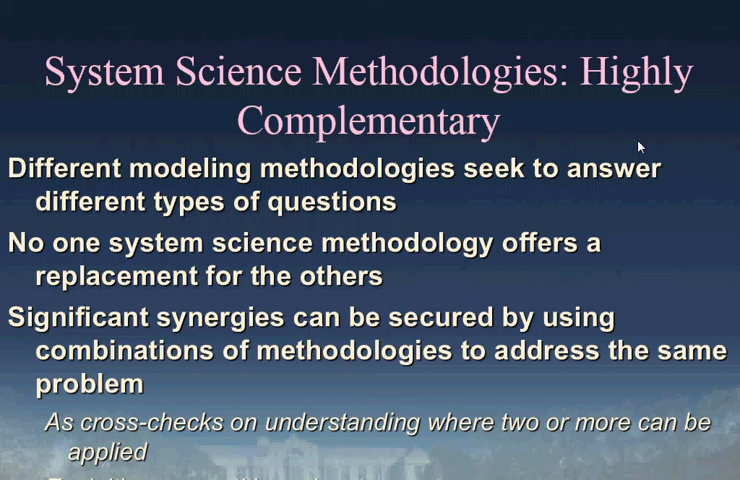 System Science Methodologies: Highly
Complementary
Different modeling methodologies seek to answer
different types of questions
No one system science methodology offers a
replacement for the others
Significant synergies can be secured by using
combinations of methodologies to address the same
problem
As cross-checks on understanding where two or more can be
applied